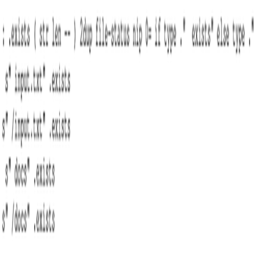 : .exists ( str len -- ) 2dup file-status nip 0= if type ."  exists" else type ."
 s" input.txt" .exists
s" /input.txt" .exists
 s" docs" .exists
s" /docs" .exists